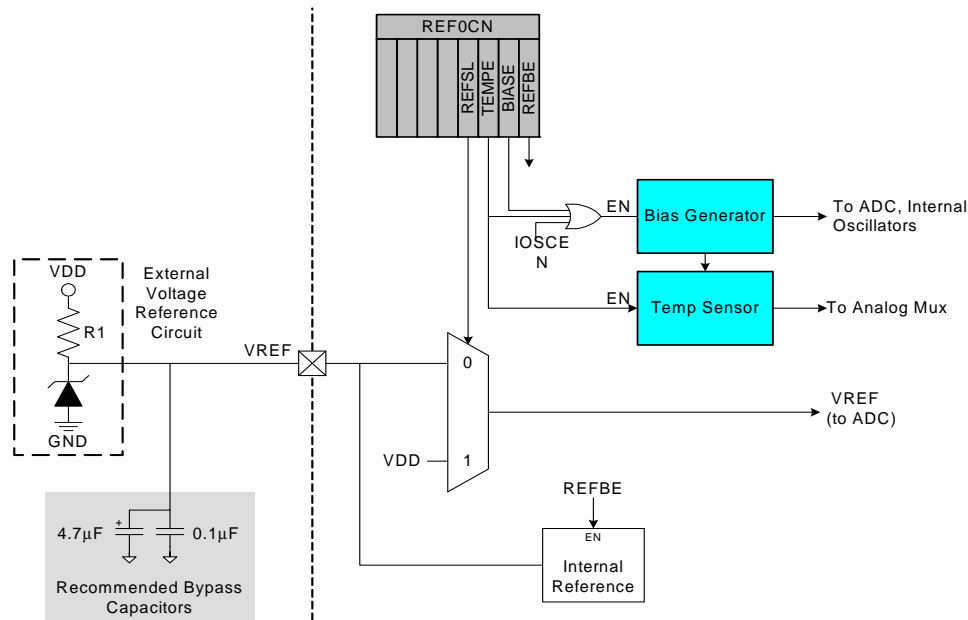 REF0CN
REFSL
TEMPE
BIASE
REFBE
EN
Bias Generator
To ADC, Internal
Oscillators
IOSCE
N
EN
Temp Sensor
To Analog Mux
VDD
R1
GND
External
Voltage
Reference
Circuit
VREF
0
1
VDD
VREF
(to ADC)
REFBE
EN
Internal
Reference
+
4.7µF
0.1µF
Recommended Bypass
Capacitors